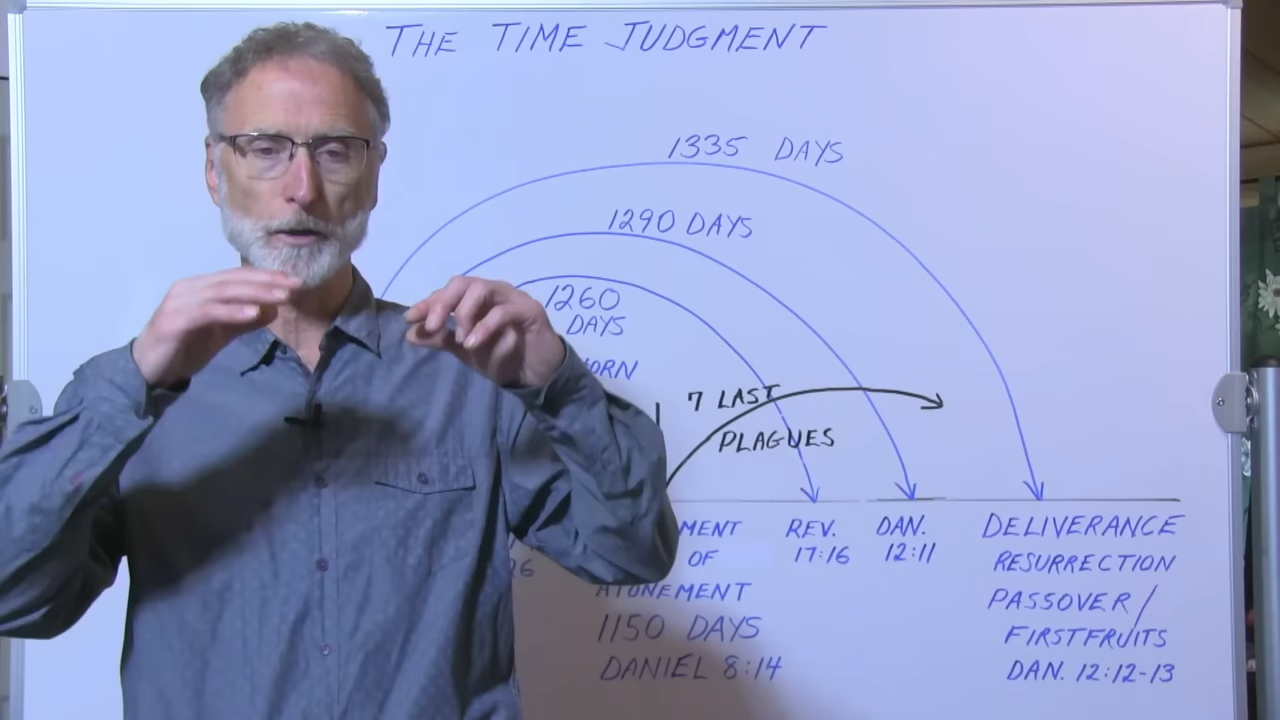 THE TIME JUDGMENT
1335 DAYS
1290 DAYS
1260
DAYS
ORN
7 LAST
PLAGUES
MENT
OF
ATONEMENT
1150 DAYS
DANIEL 8:14
26
REV.
17:16
DAN.
12:11
DELIVERANCE
RESURRECTION
PASSOVER/
FIRSTFRUITS
DAN. 12:12-13